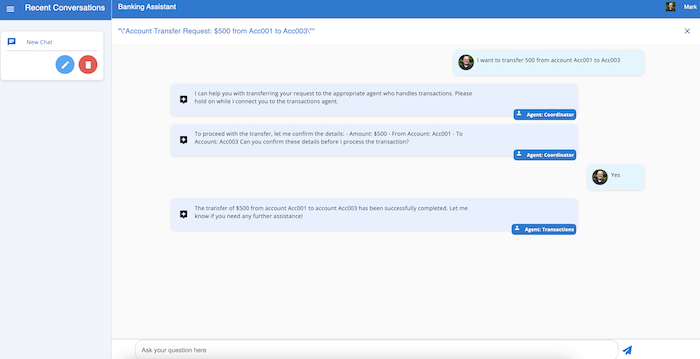 Recent Conversations
Banking Assistant
Mark
New Chat
"\"Account Transfer Request: $500 from Acc001 to Acc003\""
I want to transfer 500 from account Acc001 to Acc003
I can help you with transferring your request to the appropriate agent who handles transactions. Please
hold on while I connect you to the transactions agent.
Agent: Coordinator
To proceed with the transfer, let me confirm the details: - Amount: $500 - From Account: Acc001 - To
Account: Acc003 Can you confirm these details before I process the transaction?
Agent: Coordinator
Yes
The transfer of $500 from account Acc001 to account Acc003 has been successfully completed. Let me
know if you need any further assistance!
Agent: Transactions
Ask your question here